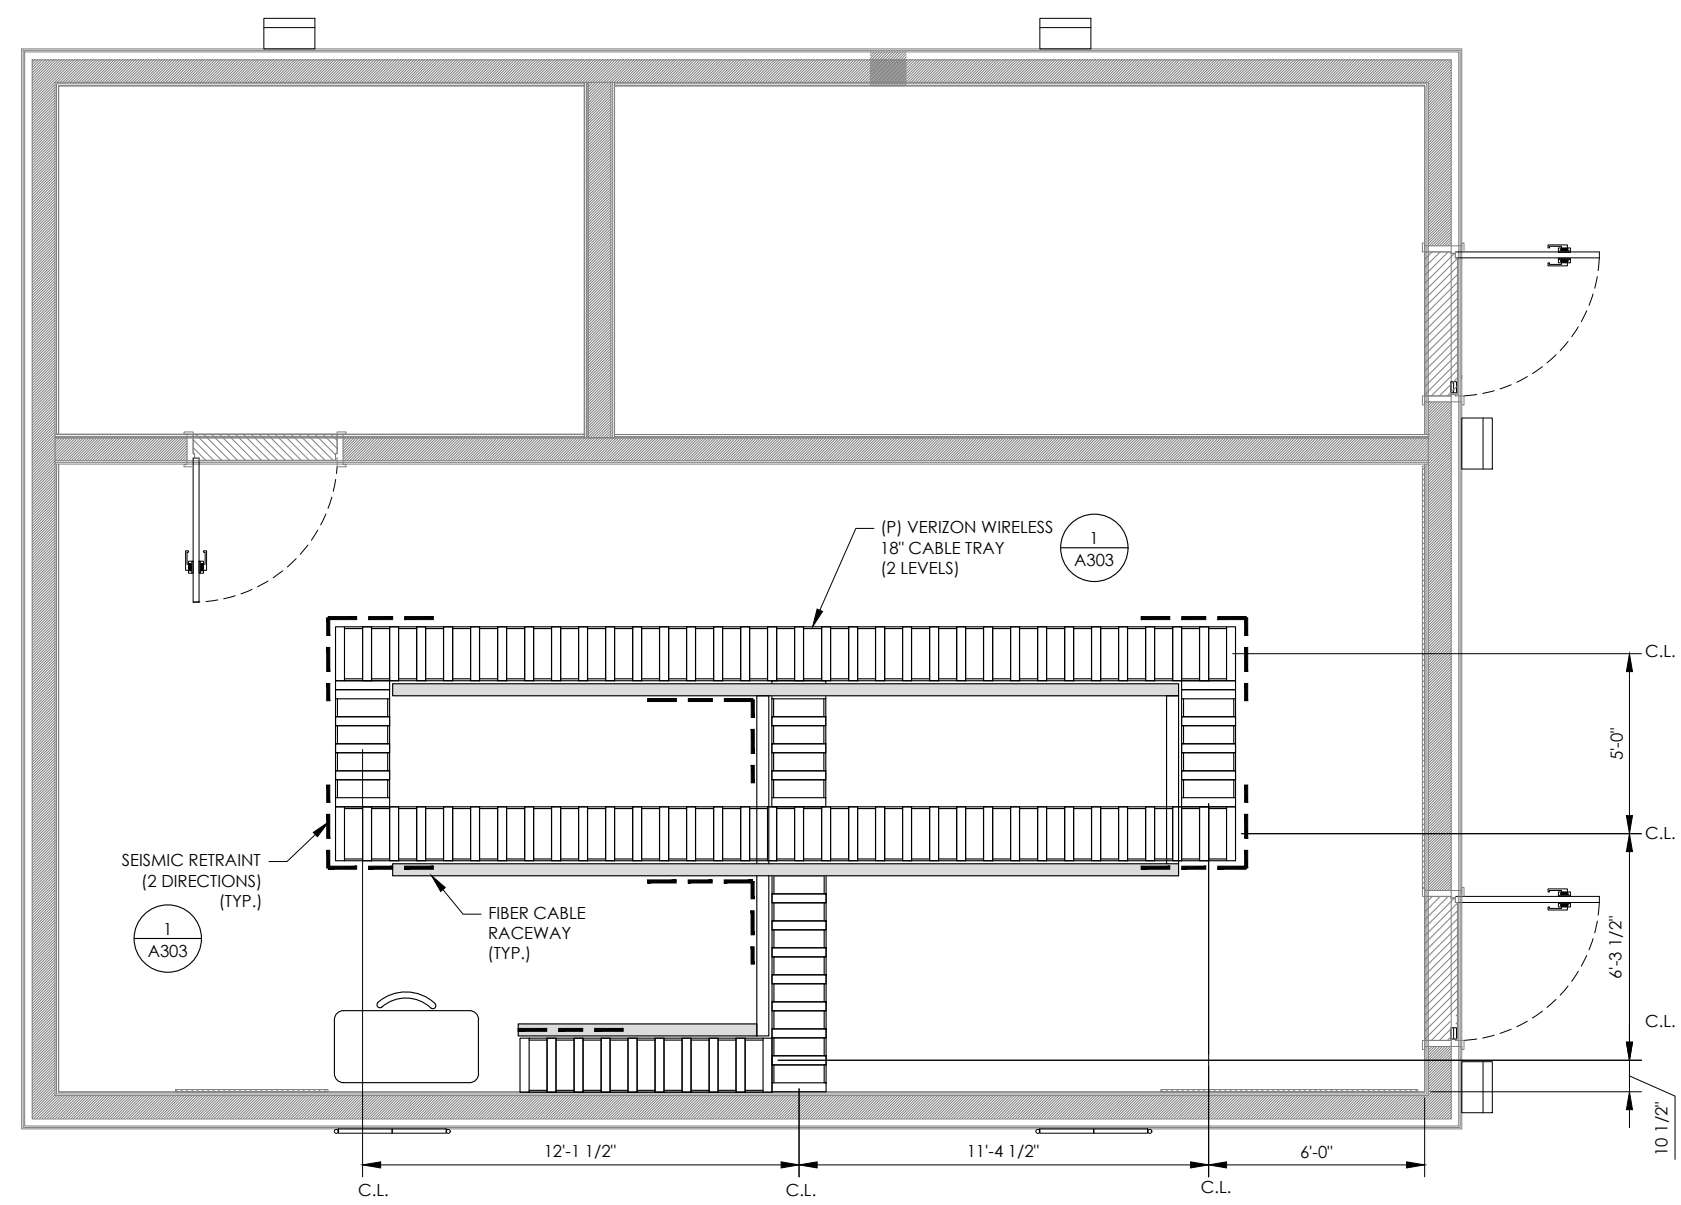 (P) VERIZON WIRELESS
18" CABLE TRAY
(2 LEVELS)
1
A303
C.L.
5'-0"
C.L.
SEISMIC RETRAINT
(2 DIRECTIONS)
(TYP.)
1
A303
FIBER CABLE
RACEWAY
(TYP.)
6'-3 1/2"
C.L.
10 1/2"
12'-1 1/2"
11'-4 1/2"
6'-0"
C.L.
C.L.
C.L.